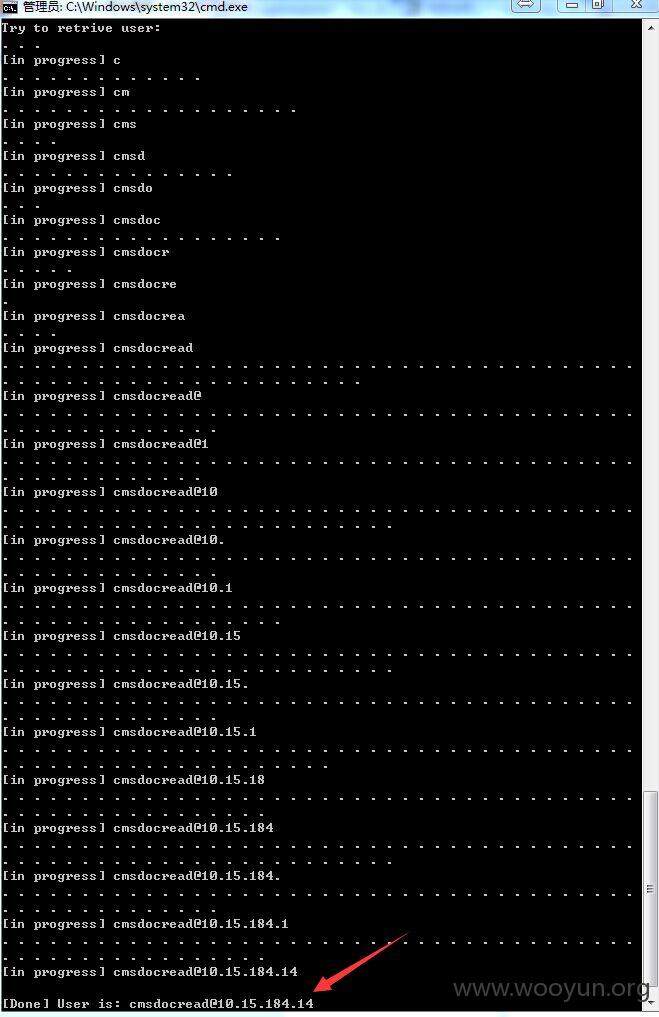 管理员: C:\Windows\system32\cmd.exe
Try to retrive user:
- - -
[in progress] c
- - - - - - - - - - - - -
[in progress] cm
- - - - - - - - - - - - - - - - - - -
[in progress] cms
- - - -
[in progress] cmsd
- - - - - - - - - - - - - - -
[in progress] cmsdo
- - -
[in progress] cmsdoc
- - - - - - - - - - - - - - - - - -
[in progress] cmsdocr
- - - - -
[in progress] cmsdocre
-
[in progress] cmsdocrea
- - - -
[in progress] cmsdocread
- - - - - - - - - - - - - - - - - - - - - - - - - - - - - - - - - - - - - - - -
- - - - - - - - - - - - - - - - - - - - - - -
[in progress] cmsdocread@
- - - - - - - - - - - - - - - - - - - - - - - - - - - - - - - - - - - - - - - -
- - - - - - - - - - - - - -
[in progress] cmsdocread@1
- - - - - - - - - - - - - - - - - - - - - - - - - - - - - - - - - - - - - - - -
- - - - - - - - - - - - -
[in progress] cmsdocread@10
- - - - - - - - - - - - - - - - - - - - - - - - - - - - - - - - - - - - - - - -
- - - - - - - - - - - - - - - - - - - - - - - - -
[in progress] cmsdocread@10.
- - - - - - - - - - - - - - - - - - - - - - - - - - - - - - - - - - - - - - - -
- - - - - - - - - - - - - -
[in progress] cmsdocread@10.1
- - - - - - - - - - - - - - - - - - - - - - - - - - - - - - - - - - - - - - - -
- - - - - - - - - - - - - - - - - -
[in progress] cmsdocread@10.15
- - - - - - - - - - - - - - - - - - - - - - - - - - - - - - - - - - - - - - - -
- - - - - - - - - - - - - - - - - - - - - - - - -
[in progress] cmsdocread@10.15.
- - - - - - - - - - - - - - - - - - - - - - - - - - - - - - - - - - - - - - - -
- - - - - - - - - - - - - -
[in progress] cmsdocread@10.15.1
- - - - - - - - - - - - - - - - - - - - - - - - - - - - - - - - - - - - - - - -
- - - - - - - - - - - - - - - - - - - - -
[in progress] cmsdocread@10.15.18
- - - - - - - - - - - - - - - - - - - - - - - - - - - - - - - - - - - - - - - -
- - - - - - - - - - - - - - - - -
[in progress] cmsdocread@10.15.184
- - - - - - - - - - - - - - - - - - - - - - - - - - - - - - - - - - - - - - - -
- - - - - - - - - - - - - - - - - - - - - - - - -
[in progress] cmsdocread@10.15.184.
- - - - - - - - - - - - - - - - - - - - - - - - - - - - - - - - - - - - - - - -
- - - - - - - - - - - - - -
[in progress] cmsdocread@10.15.184.1
- - - - - - - - - - - - - - - - - - - - - - - - - - - - - - - - - - - - - - - -
- - - - - - - - - - - - - - - - -
[in progress] cmsdocread@10.15.184.14
[Done] User is: cmsdocread@10.15.184.14
www.wooyun.org